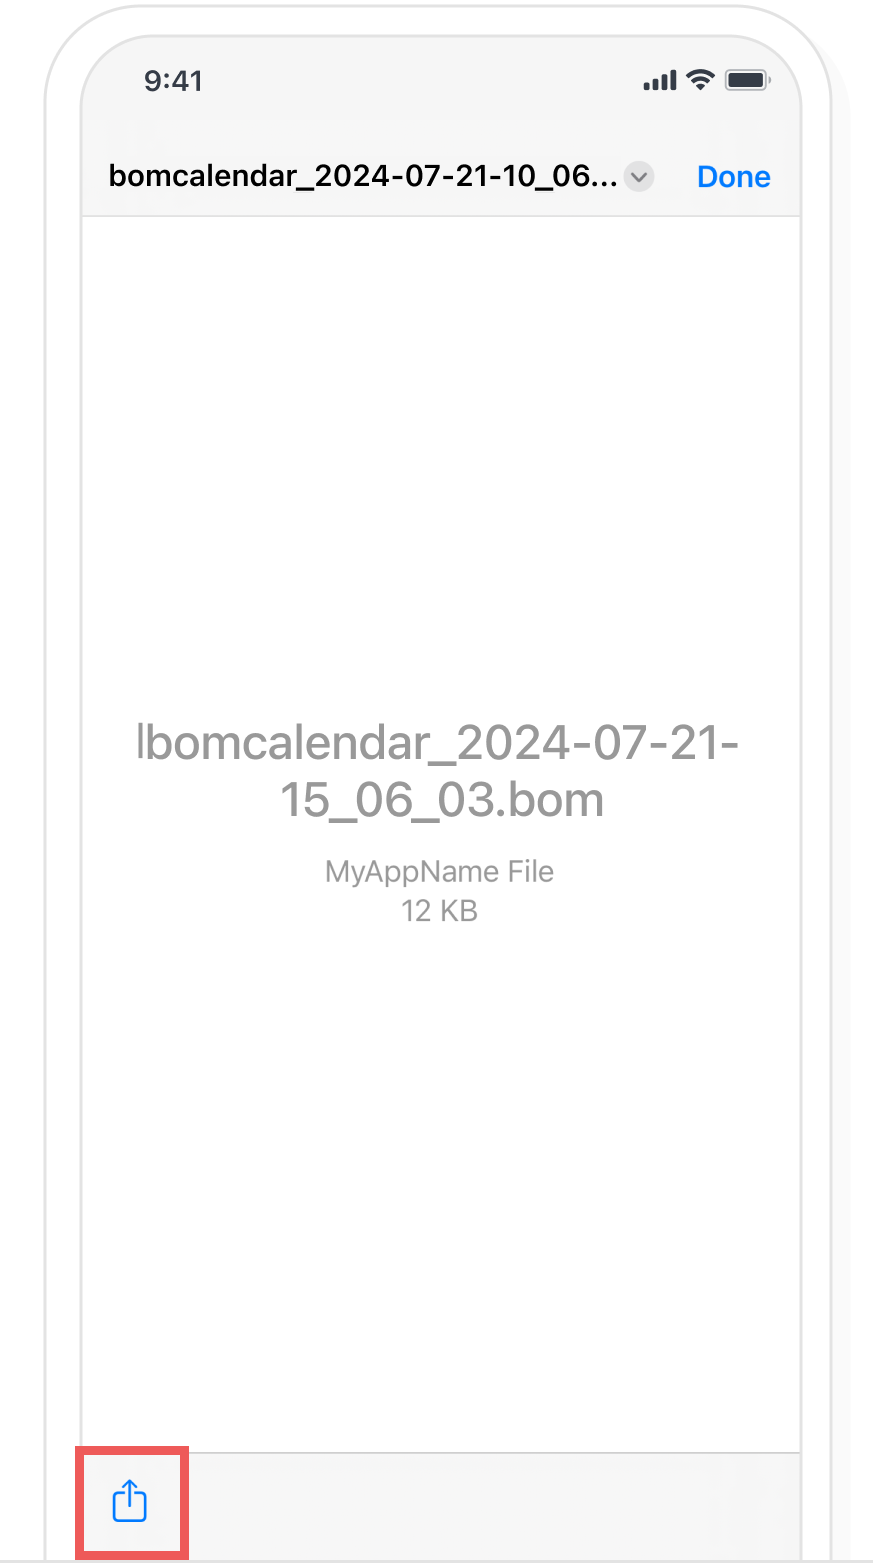 9:41
bomcalendar_2024-07-21-10_06...
Done
lbomcalendar_2024-07-21-
15_06_03.bom
MyAppName File
12 KB